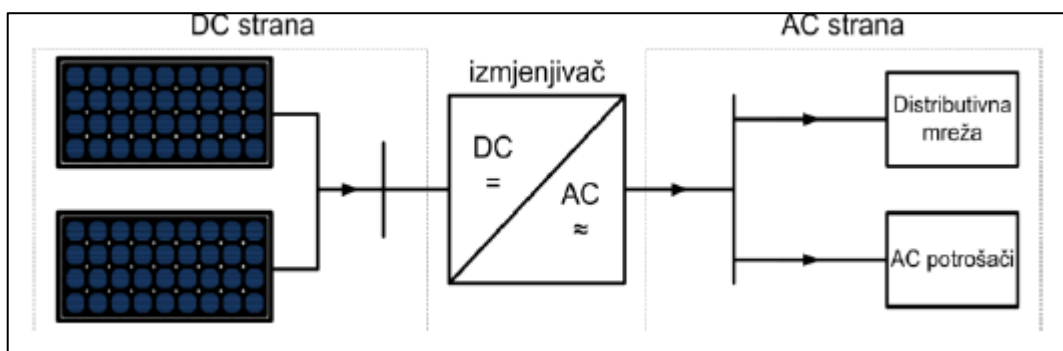 DC strana
AC strana
izmjenjivač
DC
=
AC
≈
Distributivna
mreža
AC potrošači